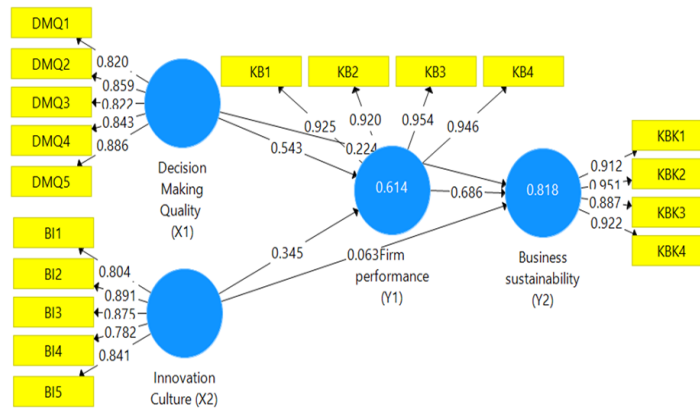 DMQ1
DMQ2
DMQ3
DMQ4
DMQ5
0.820
0.859
0.822
0.843
0.886
Decision
Making
Quality
(X1)
KB1
KB2
KB3
KB4
0.925
0.920
0.954
0.946
0.543
0.224
0.614
0.686
0.818
0.345
0.063
Firm
performance
(Y1)
Business
sustainability
(Y2)
0.912
0.951
0.887
0.922
KBK1
KBK2
KBK3
KBK4
BI1
BI2
BI3
BI4
BI5
0.804
0.891
0.875
0.782
0.841
Innovation
Culture (X2)